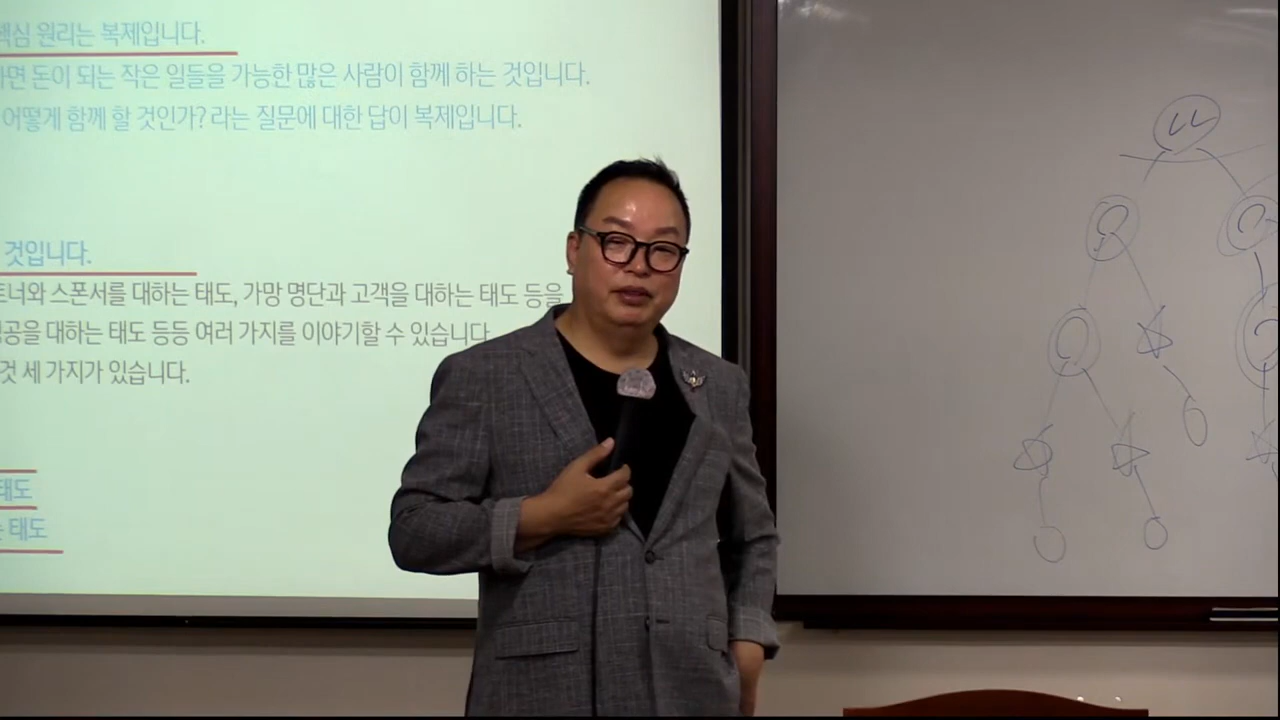 핵심 원리는 복제입니다.
하면 돈이 되는 작은 일들을 가능한 많은 사람이 함께 하는 것입니다.
어떻게 함께 할 것인가? 라는 질문에 대한 답이 복제입니다.
것입니다.
트너와 스폰서를 대하는 태도, 가망 명단과 고객을 대하는 태도 등을
성공을 대하는 태도 등등 여러 가지를 이야기할 수 있습니다.
것 세 가지가 있습니다.
태도
는 태도